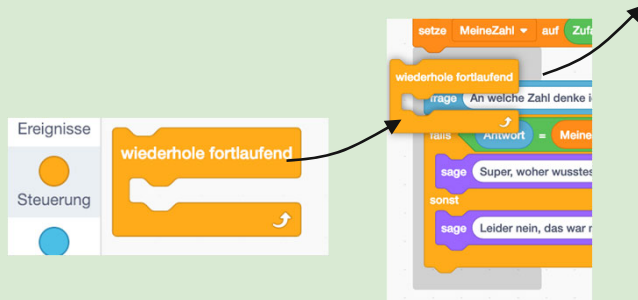 Ereignisse
Steuerung
wiederhole fortlaufend
setze MeineZahl auf
wiederhole fortlaufend
frage An welche Zahl denke
falls Antwort = Meine
sage Super, woher wusstes
sonst
sage Leider nein, das war